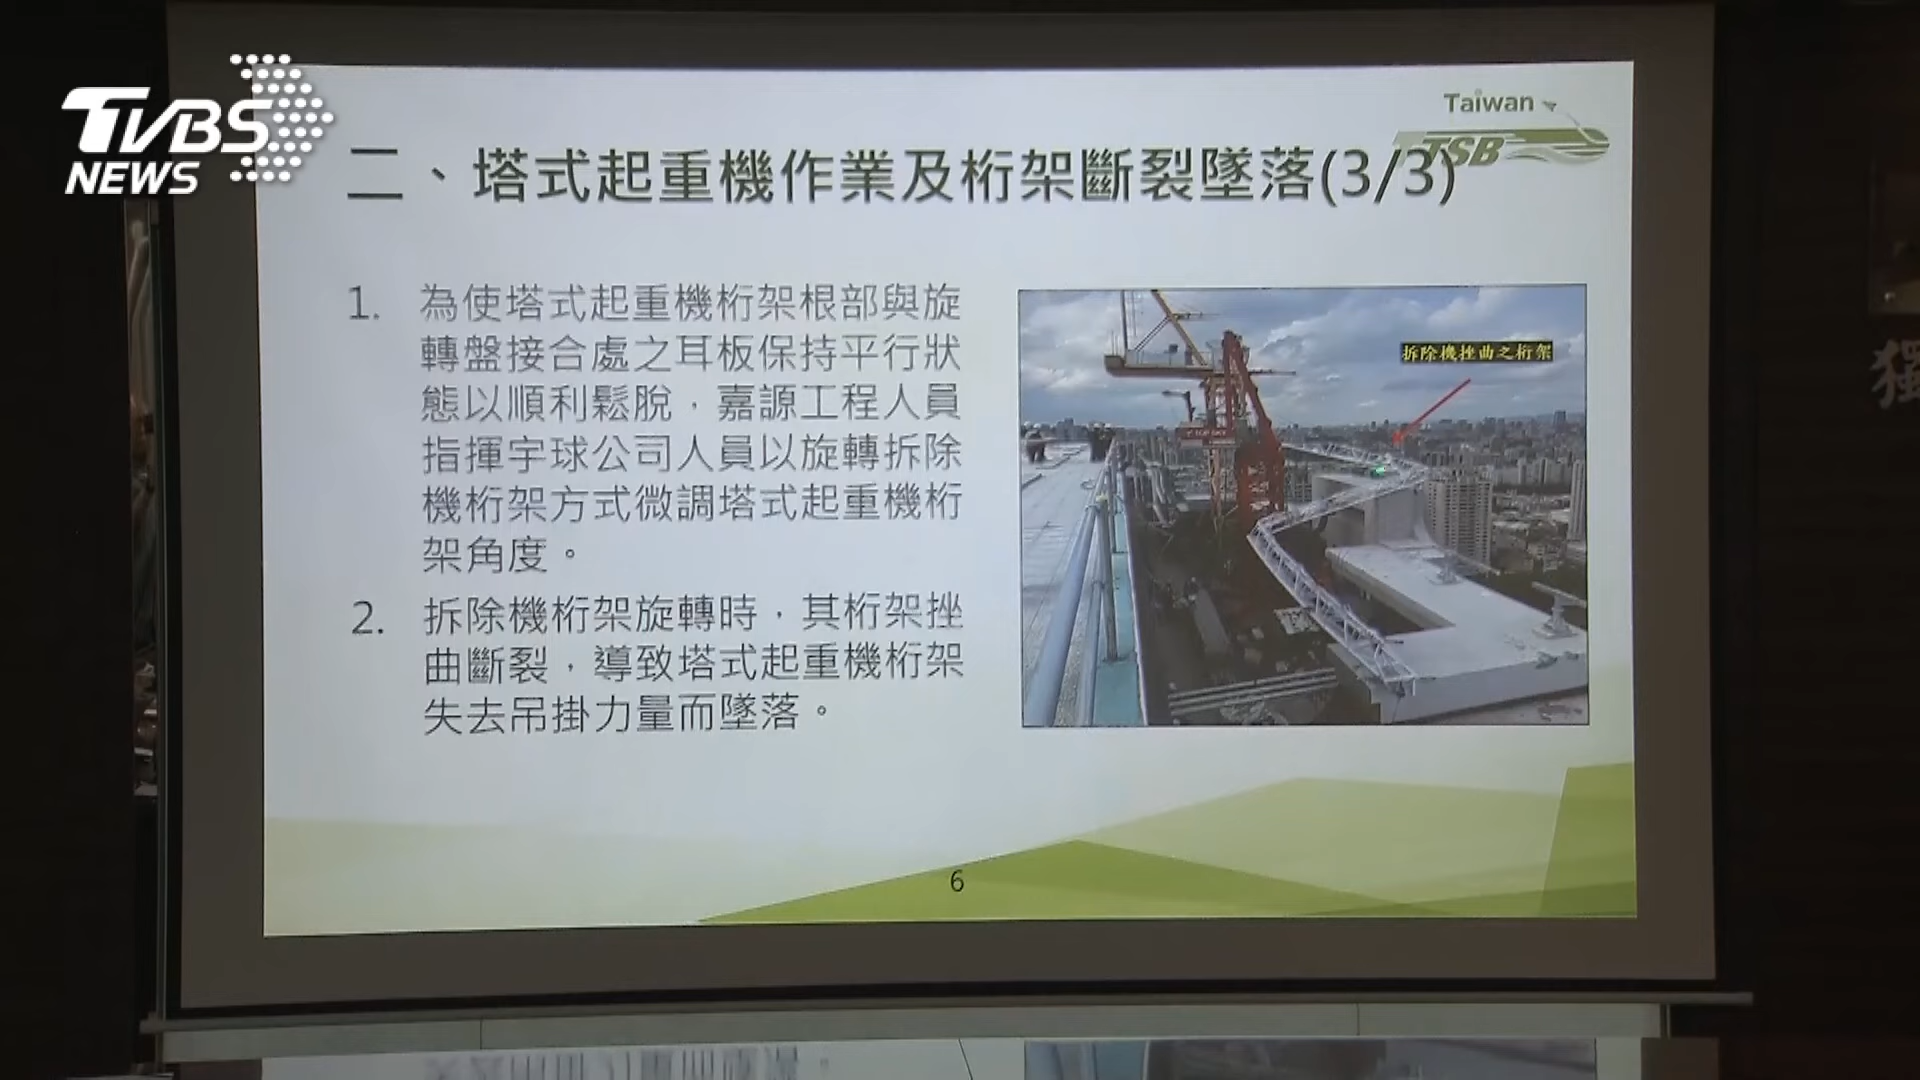 TVBS
NEWS
Taiwan
TTSB
二、塔式起重機作業及桁架斷裂墜落(3/3)
1. 為使塔式起重機桁架根部與旋
轉盤接合處之耳板保持平行狀
態以順利鬆脫，嘉源工程人員
指揮宇球公司人員以旋轉拆除
機桁架方式微調塔式起重機桁
架角度。
2. 拆除機桁架旋轉時，其桁架挫
曲斷裂，導致塔式起重機桁架
失去吊掛力量而墜落。
拆除機挫曲之桁架
6
獨